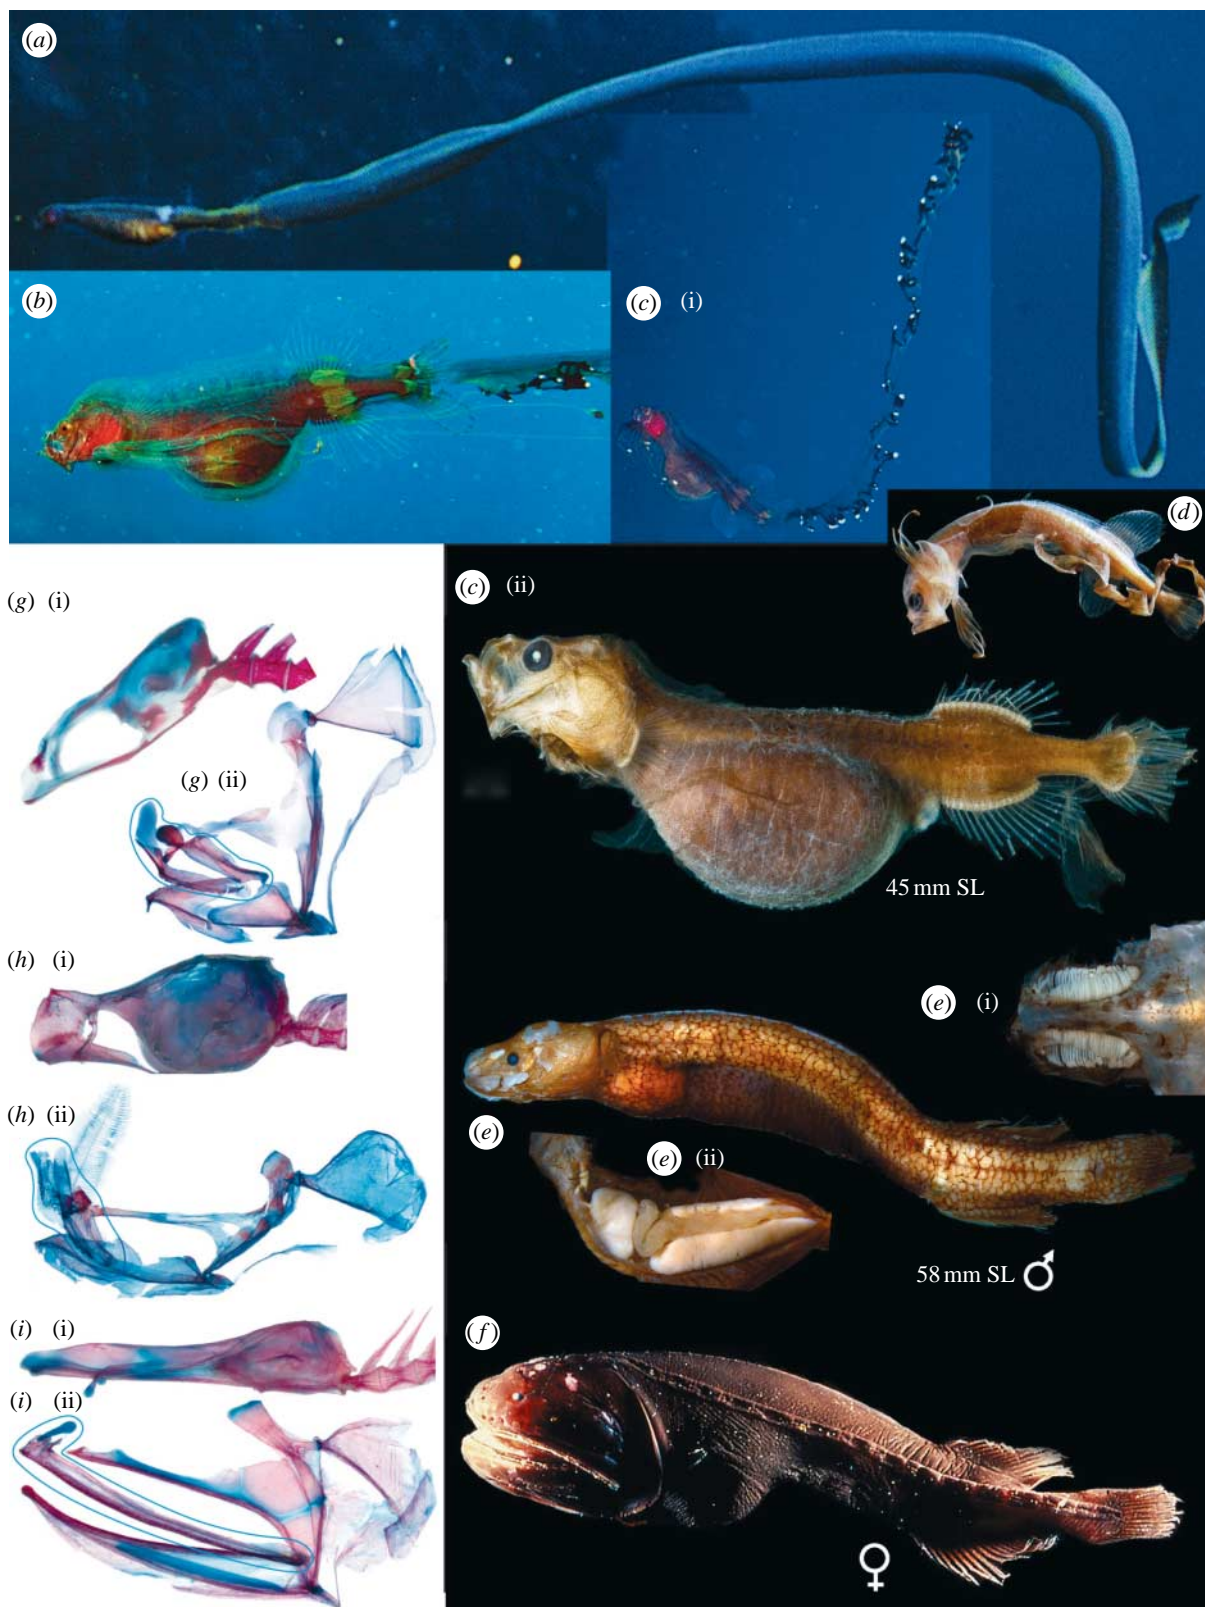 (a)
(b)
(c) (i)
(d)
(g) (i)
(c) (ii)
(g) (ii)
45 mm SL
(h) (i)
(e) (i)
(h) (ii)
(e)
(e) (ii)
58 mm SL ♂
(i) (i)
(f)
(i) (ii)
♀